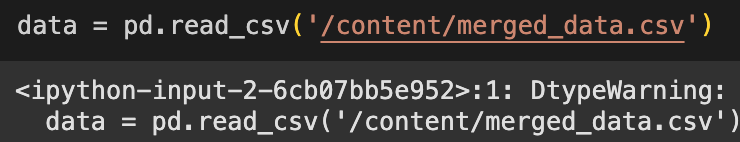 data = pd.read_csv('/content/merged_data.csv')
<ipython-input-2-6cb07bb5e952>:1: DtypeWarning:
data = pd.read_csv('/content/merged_data.csv')